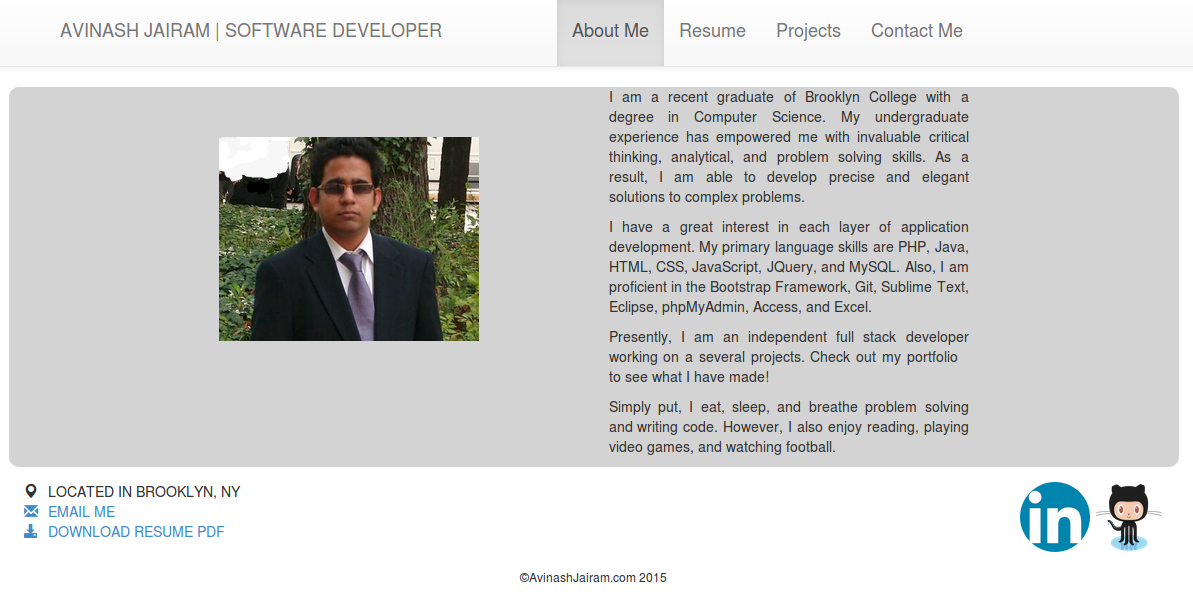 AVINASH JAIRAM | SOFTWARE DEVELOPER
About Me
Resume
Projects
Contact Me
I am a recent graduate of Brooklyn College with a
degree in Computer Science. My undergraduate
experience has empowered me with invaluable critical
thinking, analytical, and problem solving skills. As a
result, I am able to develop precise and elegant
solutions to complex problems.
I have a great interest in each layer of application
development. My primary language skills are PHP, Java,
HTML, CSS, JavaScript, JQuery, and MySQL. Also, I am
proficient in the Bootstrap Framework, Git, Sublime Text,
Eclipse, phpMyAdmin, Access, and Excel.
Presently, I am an independent full stack developer
working on a several projects. Check out my portfolio
to see what I have made!
Simply put, I eat, sleep, and breathe problem solving
and writing code. However, I also enjoy reading, playing
video games, and watching football.
LOCATED IN BROOKLYN, NY
EMAIL ME
DOWNLOAD RESUME PDF
in
©AvinashJairam.com 2015